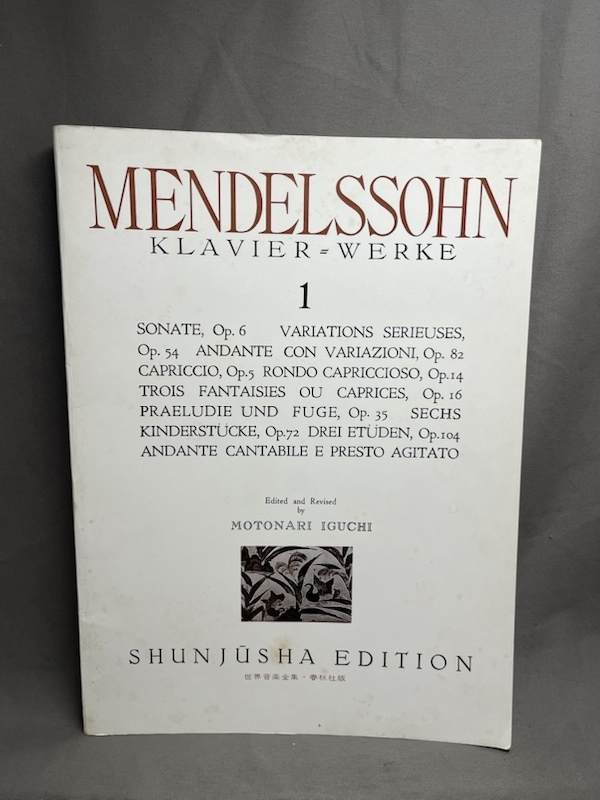 MENDELSSOHN
KLAVIER=WERKE
1
SONATE, Op. 6 VARIATIONS SERIEUSES,
Op. 54 ANDANTE CON VARIAZIONI, Op. 82
CAPRICCIO, Op.5 RONDO CAPRICCIOSO, Op.14
TROIS FANTAISIES OU CAPRICES, Op. 16
PRAELUDIE UND FUGE, Op. 35 SECHS
KINDERSTÜCKE, Op.72 DREI ETÜDEN, Op.104
ANDANTE CANTABILE E PRESTO AGITATO
Edited and Revised
by
MOTONARI IGUCHI
SHUNJŪSHA EDITION
世界音楽全集・春秋社版